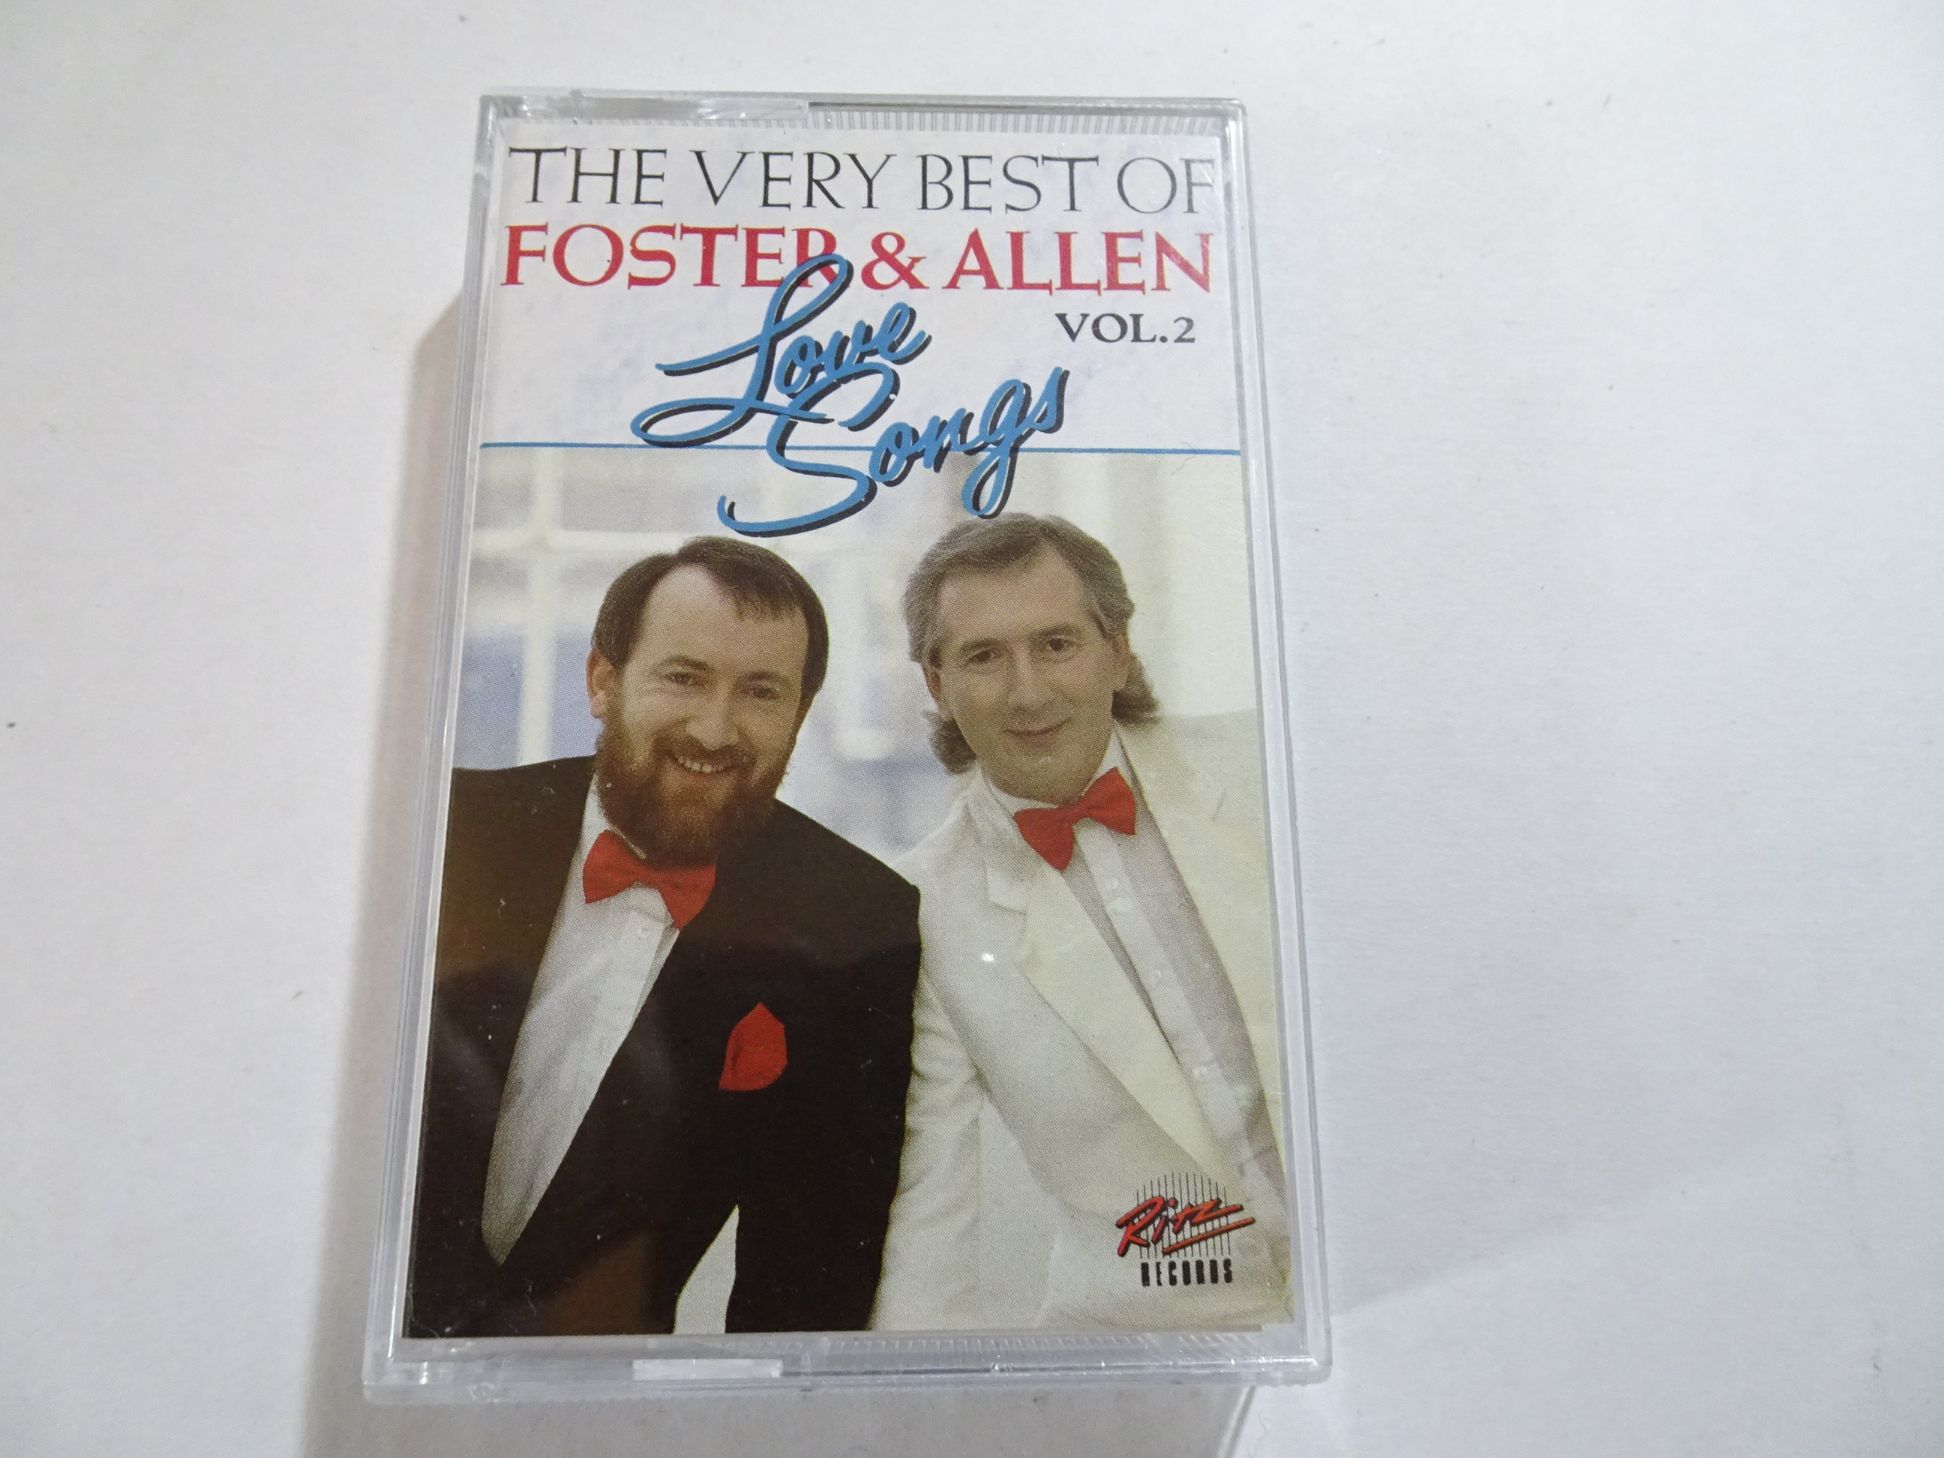 THE VERY BEST OF
FOSTER & ALLEN
VOL.2
Love
Songs
Ritz
RECORDS